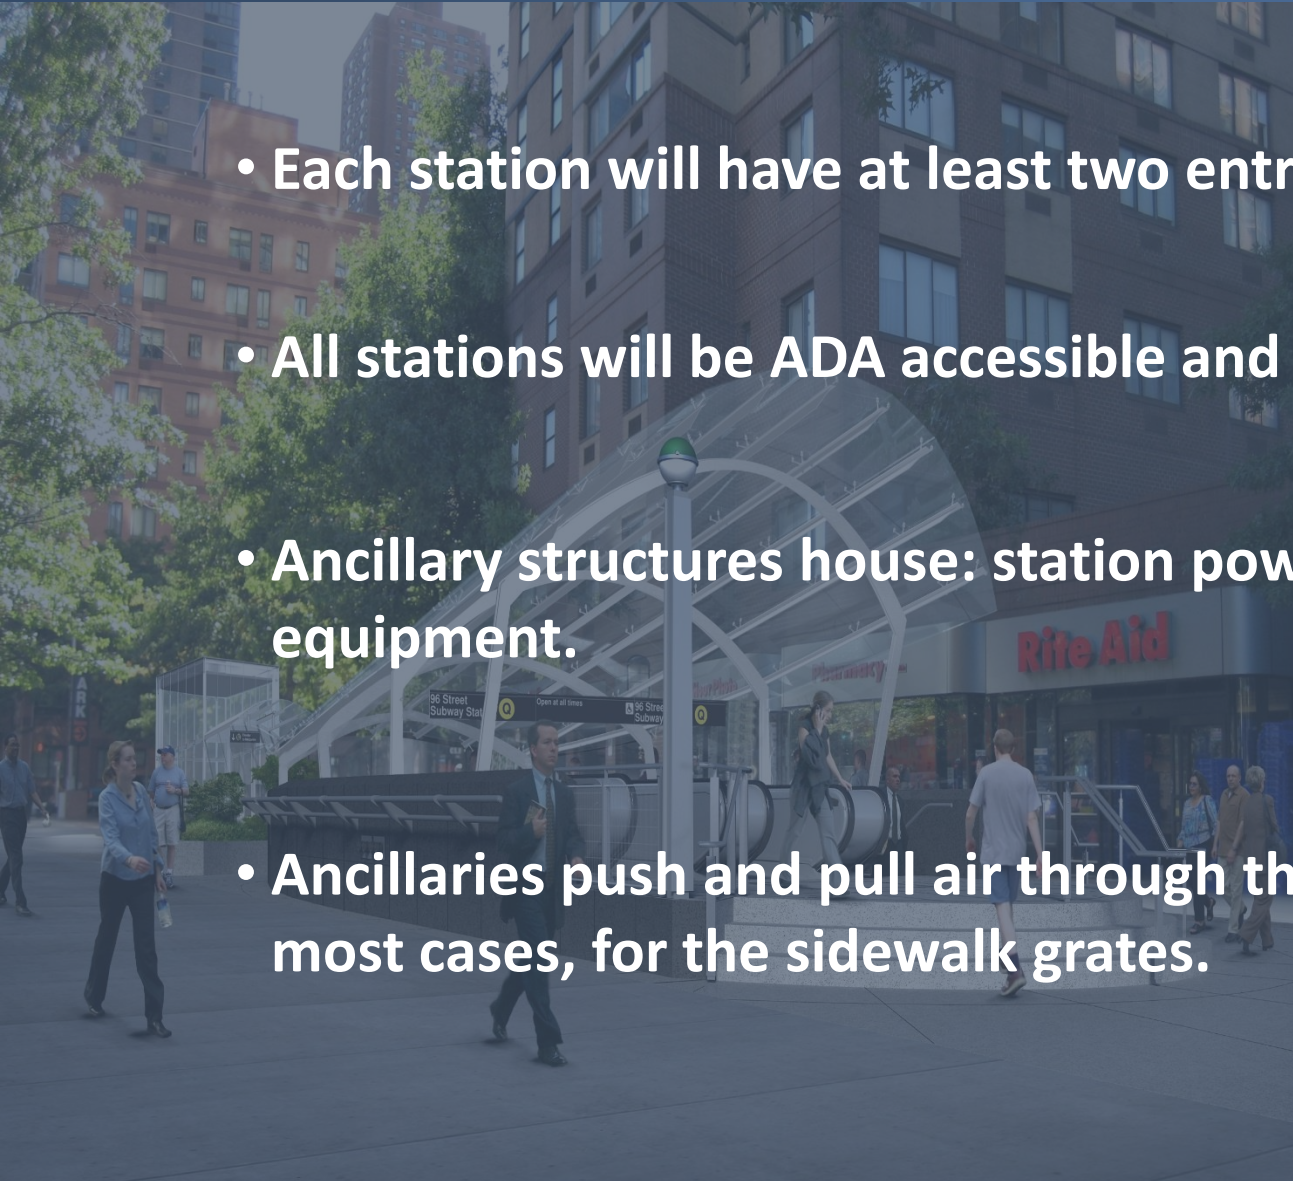 • Each station will have at least two entr
• All stations will be ADA accessible and
• Ancillary structures house: station pow
equipment.
Rite Aid
Pharmacy
96 Street
Subway Stat
Q
Open at all times
96 Stree
Subway
Q
ARK
• Ancillaries push and pull air through th
most cases, for the sidewalk grates.